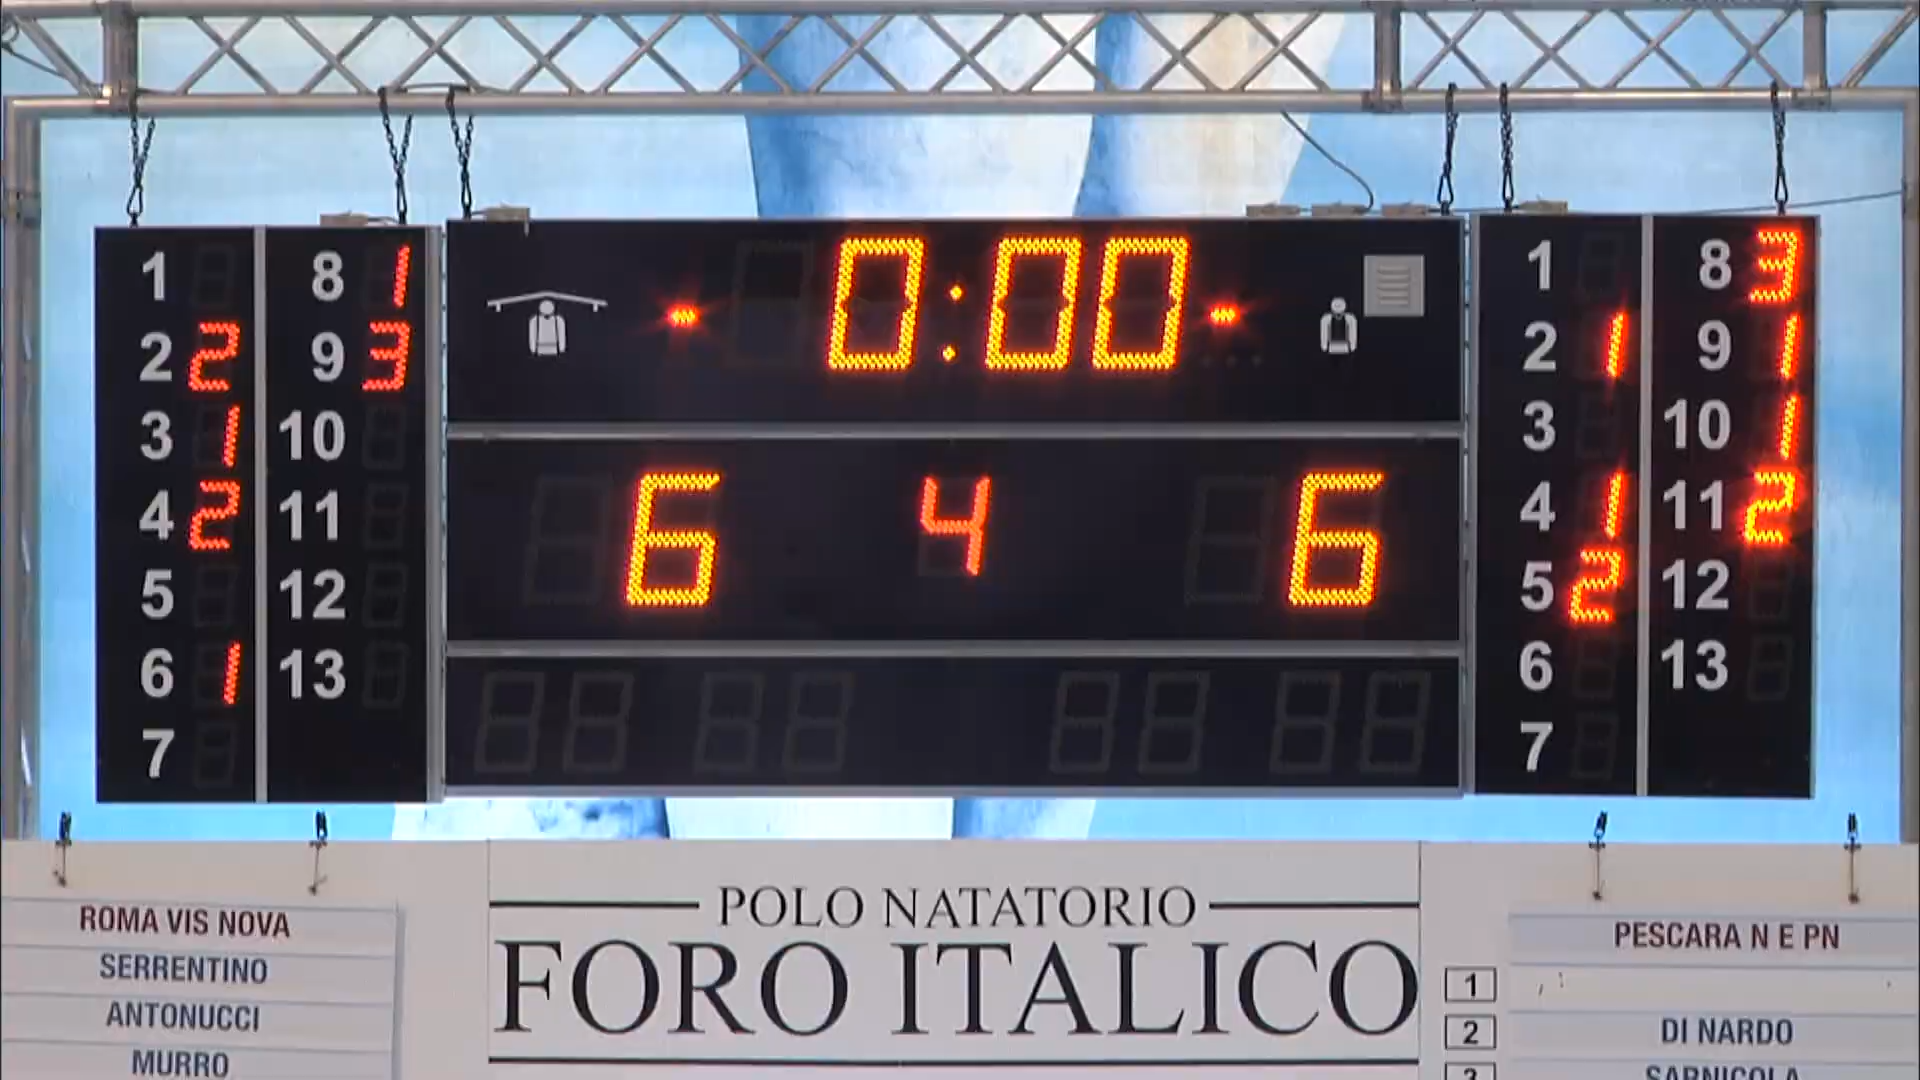 0:00
6 4 6
1
2 2
3 1
4 2
5
6 1
7
8 1
9 3
10
11
12
13
1
2 1
3
4 1
5 2
6
7
8 3
9 1
10 1
11 2
12
13
ROMA VIS NOVA
SERRENTINO
ANTONUCCI
MURRO
POLO NATATORIO
FORO ITALICO
PESCARA N E PN
1
2 DI NARDO
3 SARNICOLA